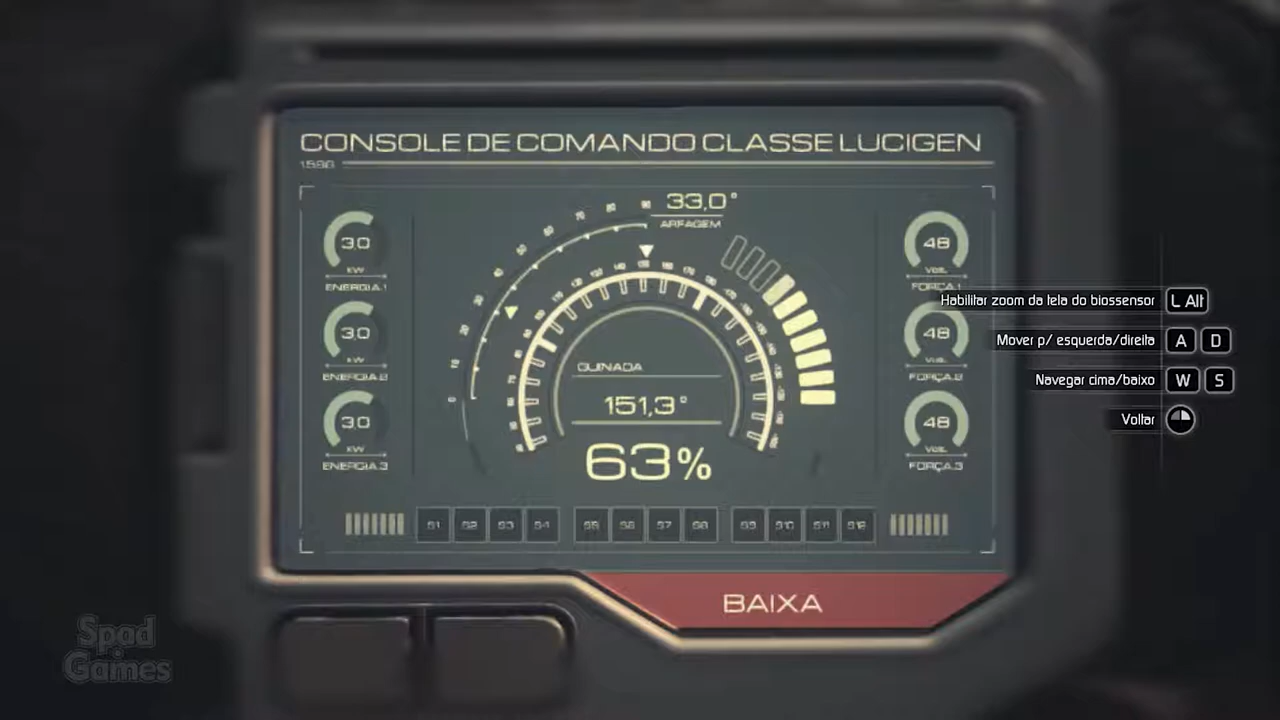 CONSOLE DE COMANDO CLASSE LUCIGEN
1596
33,0°
ARFAGEM
3,0
KW
ENERGIA.1
3,0
KW
ENERGIA.2
3,0
KW
ENERGIA.3
GUINADA
151,3°
63%
48
FORÇA.1
48
FORÇA.2
48
FORÇA.3
S1 S2 S3 S4 S5 S6 S7 S8 S9 S10 S11 S12
BAIXA
Habilitar zoom da tela do biossensor L Alt
Mover p/ esquerda/direita A D
Navegar cima/baixo W S
Voltar
Spad Games